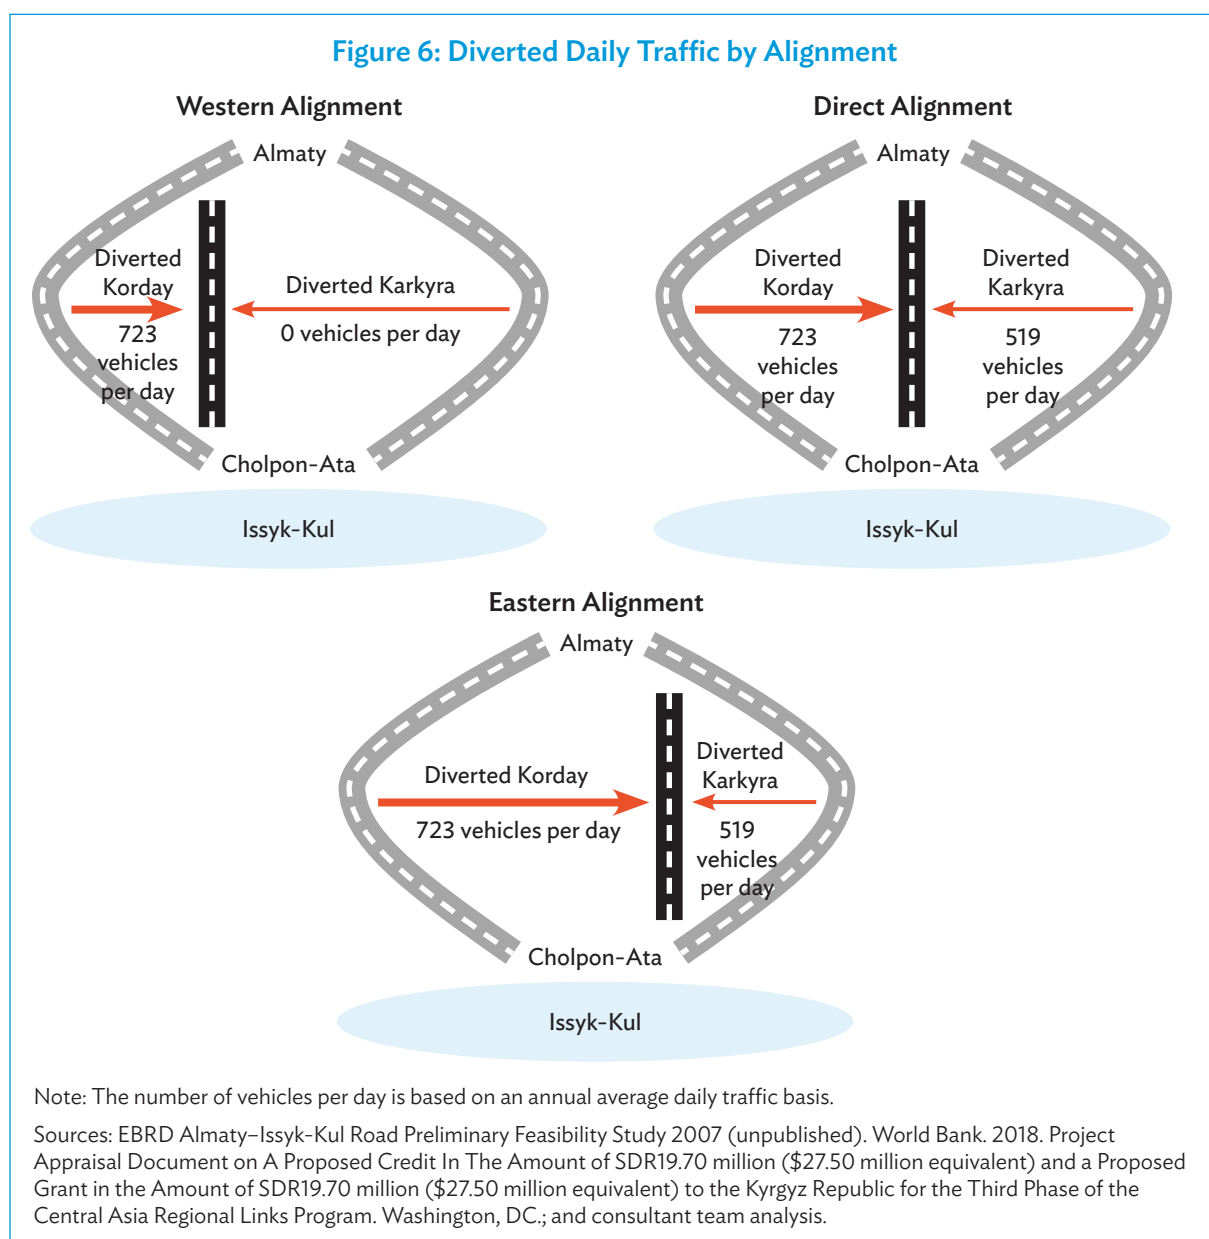 Figure 6: Diverted Daily Traffic by Alignment
Western Alignment
Almaty
Diverted
Korday
723
vehicles
per day
Diverted Karkyra
0 vehicles per day
Cholpon-Ata
Issyk-Kul
Direct Alignment
Almaty
Diverted
Korday
723
vehicles
per day
Diverted
Karkyra
519
vehicles
per day
Cholpon-Ata
Issyk-Kul
Eastern Alignment
Almaty
Diverted Korday
723 vehicles per day
Diverted
Karkyra
519
vehicles
per day
Cholpon-Ata
Issyk-Kul
Note: The number of vehicles per day is based on an annual average daily traffic basis.
Sources: EBRD Almaty–Issyk-Kul Road Preliminary Feasibility Study 2007 (unpublished). World Bank. 2018. Project
Appraisal Document on A Proposed Credit In The Amount of SDR19.70 million ($27.50 million equivalent) and a Proposed
Grant in the Amount of SDR19.70 million ($27.50 million equivalent) to the Kyrgyz Republic for the Third Phase of the
Central Asia Regional Links Program. Washington, DC.; and consultant team analysis.